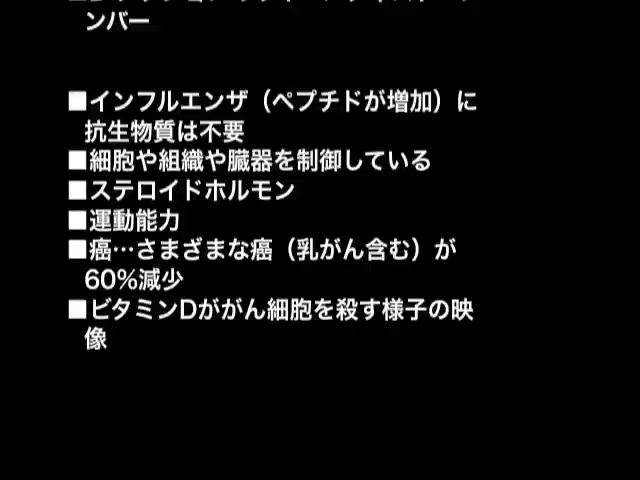 ンバー
■インフルエンザ（ペプチドが増加）に
抗生物質は不要
■細胞や組織や臓器を制御している
■ステロイドホルモン
■運動能力
■癌…さまざまな癌（乳がん含む）が
60%減少
■ビタミンDががん細胞を殺す様子の映
像